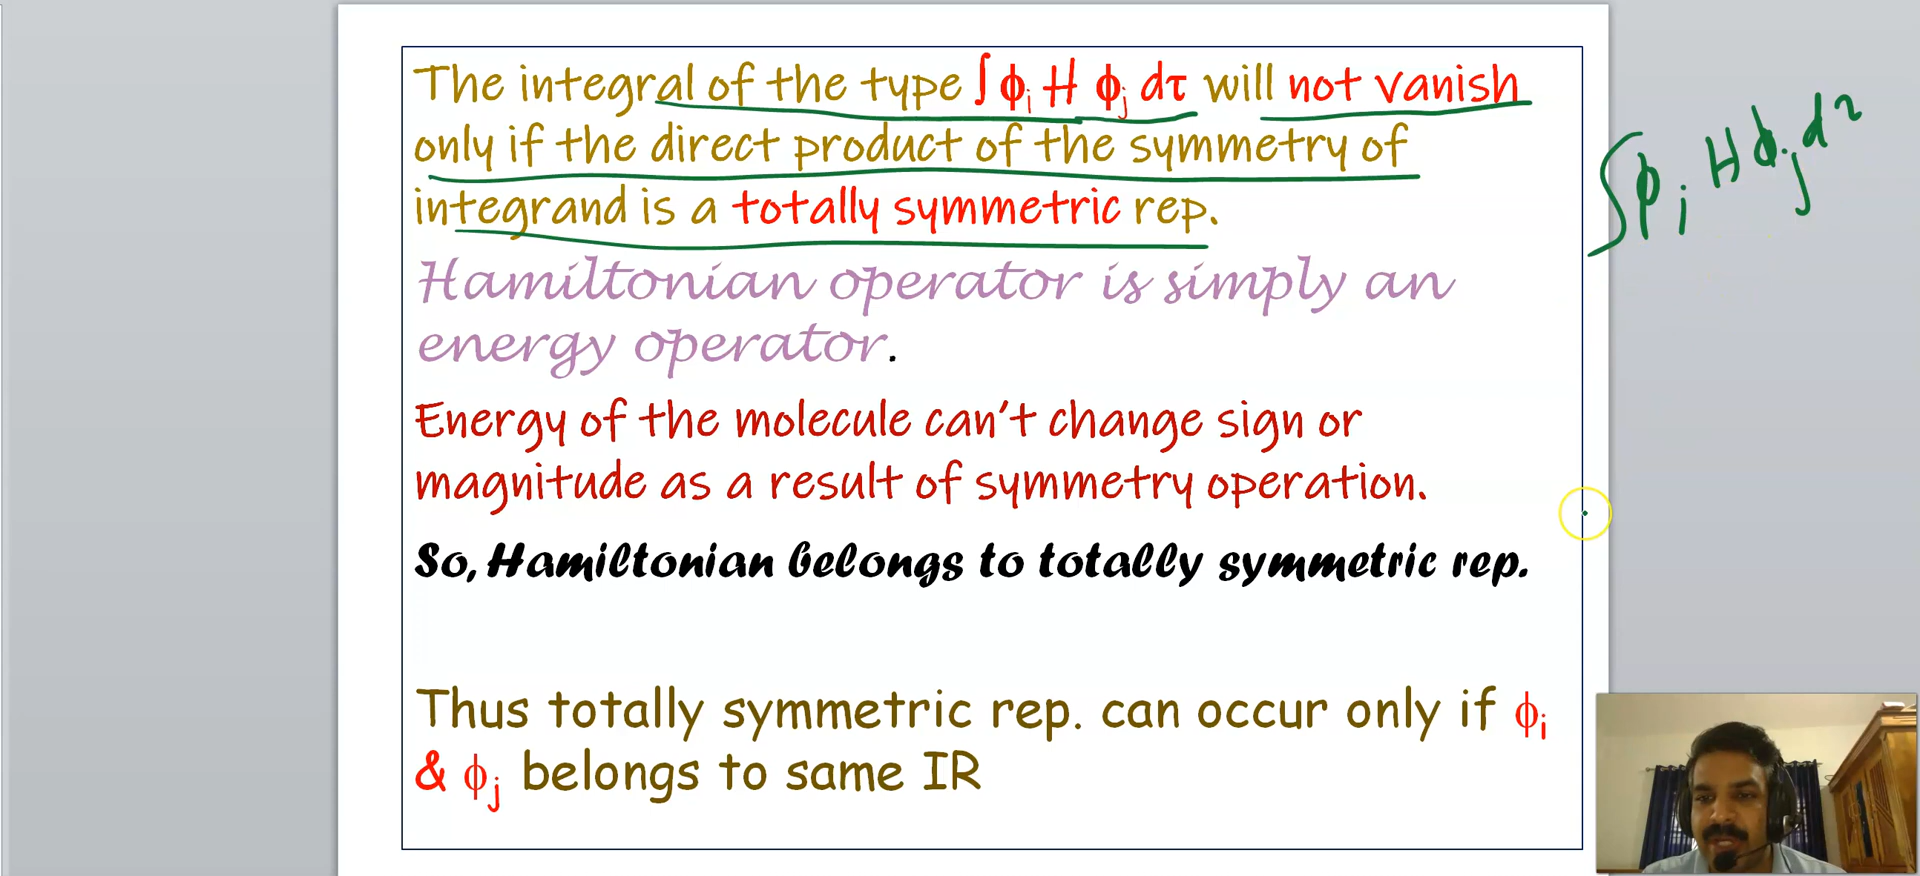 The integral of the type ∫ ϕᵢ H ϕⱼ dτ will not vanish
only if the direct product of the symmetry of
integrand is a totally symmetric rep.
Hamiltonian operator is simply an
energy operator.
Energy of the molecule can't change sign or
magnitude as a result of symmetry operation.
So, Hamiltonian belongs to totally symmetric rep.
Thus totally symmetric rep. can occur only if ϕᵢ
& ϕⱼ belongs to same IR
∫ϕᵢ H ϕⱼ dτ